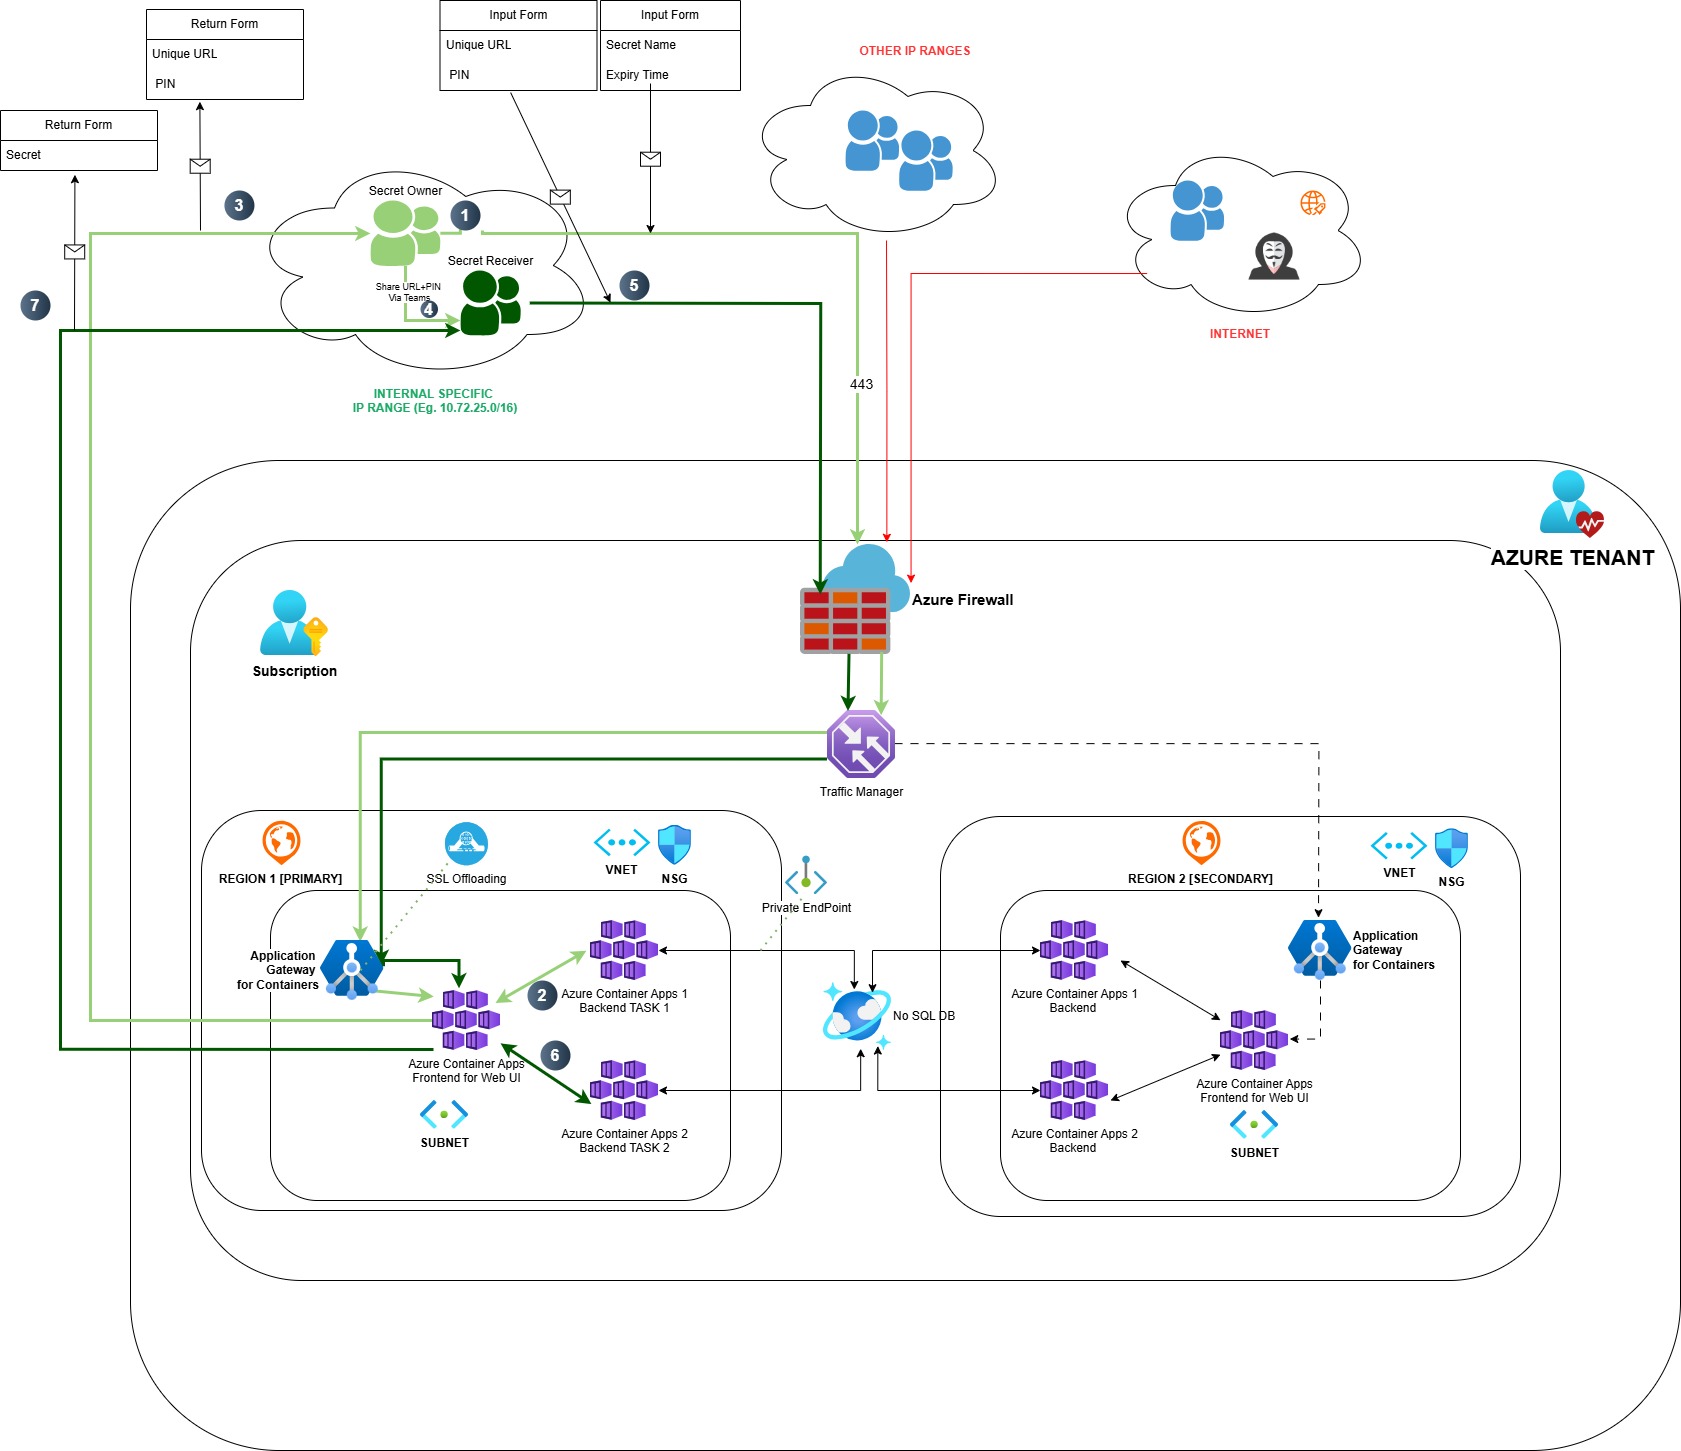 Return Form
Unique URL
PIN
Return Form
Secret
Input Form
Unique URL
PIN
Input Form
Secret Name
Expiry Time
OTHER IP RANGES
INTERNET
3
7
Secret Owner
1
Secret Receiver
Share URL+PIN
Via Teams
4
5
INTERNAL SPECIFIC
IP RANGE (Eg. 10.72.25.0/16)
443
AZURE TENANT
Azure Firewall
Subscription
Traffic Manager
REGION 1 [PRIMARY]
SSL Offloading
VNET
NSG
Private EndPoint
REGION 2 [SECONDARY]
VNET
NSG
Application
Gateway
for Containers
2
Azure Container Apps 1
Backend TASK 1
6
Azure Container Apps
Frontend for Web UI
Azure Container Apps 2
Backend TASK 2
SUBNET
No SQL DB
Azure Container Apps 1
Backend
Application
Gateway
for Containers
Azure Container Apps
Frontend for Web UI
Azure Container Apps 2
Backend
SUBNET